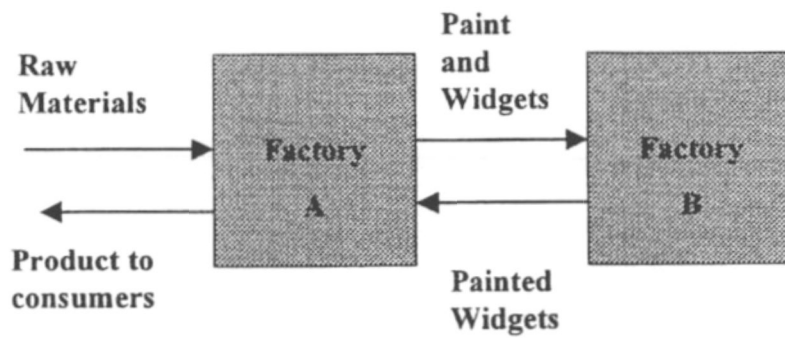 Raw
Materials
Factory
A
Product to
consumers
Paint
and
Widgets
Painted
Widgets
Factory
B